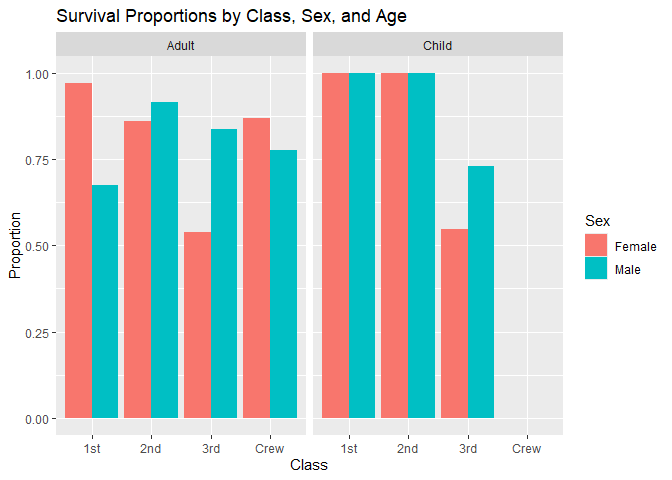 Survival Proportions by Class, Sex, and Age
Adult
Child
1.00
0.75
0.50
0.25
0.00
Proportion
1st
2nd
3rd
Crew
1st
2nd
3rd
Crew
Class
Sex
Female
Male